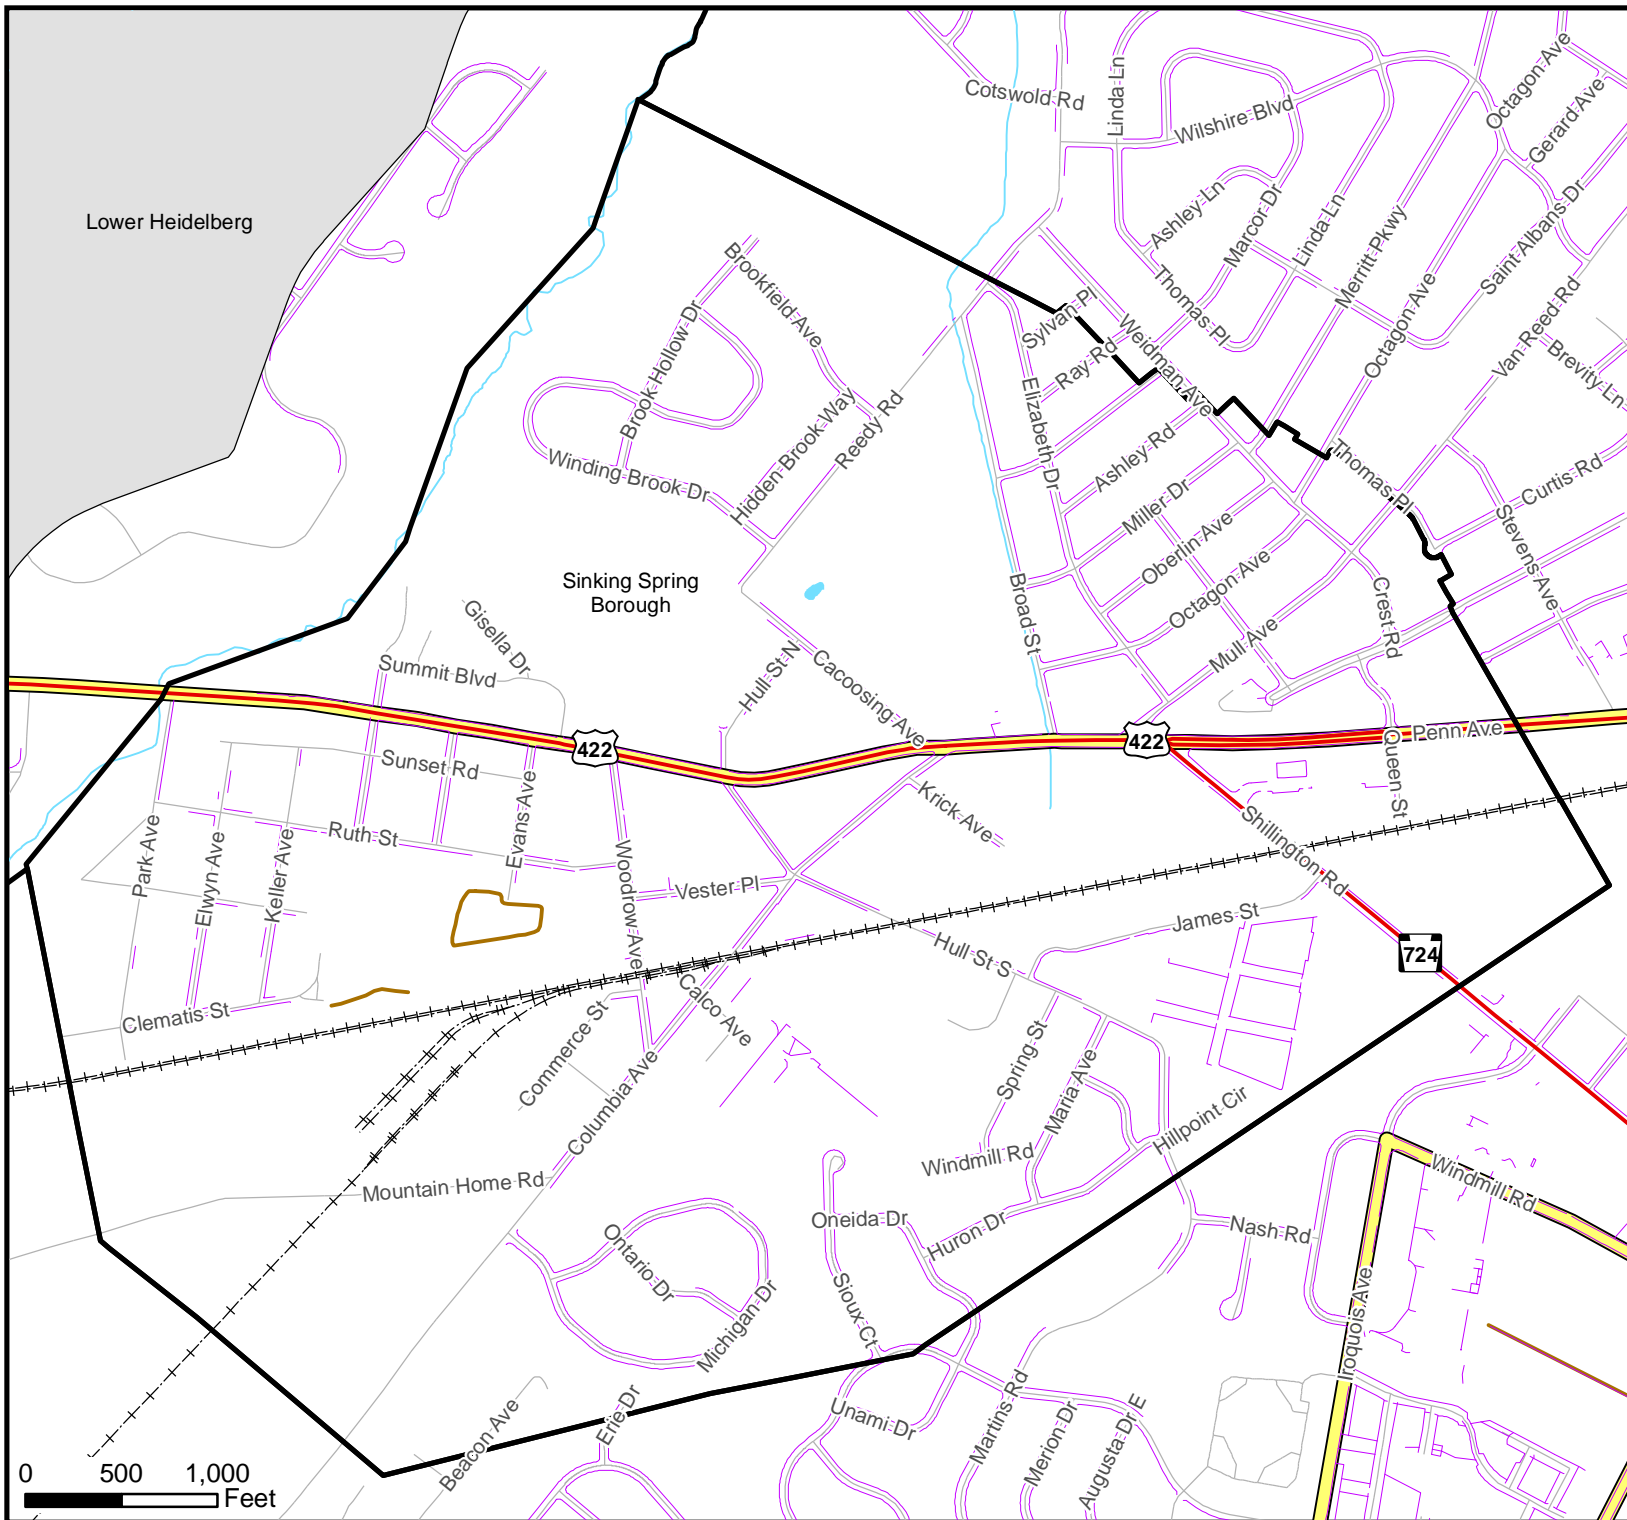 Cotswold Rd
Linda Ln
Wilshire Blvd
Octagon Ave
Gerard Ave
Lower Heidelberg
Ashley Ln
Marcor Dr
Linda Ln
Merritt Pkwy
Saint Albans Dr
Thomas Pl
Brookfield Ave
Brook Hollow Dr
Sylvan Pl
Weidman Ave
Octagon Ave
Van Reed Rd
Brevity Ln
Ray Rd
Elizabeth Dr
Hidden Brook Way
Reedy Rd
Winding Brook Dr
Ashley Rd
Miller Dr
Thomas Pl
Curtis Rd
Stevens Ave
Oberlin Ave
Octagon Ave
Sinking Spring
Borough
Broad St
Crest Rd
Mull Ave
Gisella Dr
Summit Blvd
Hull St N
Cacoosing Ave
422
422
Penn Ave
Queen St
Sunset Rd
Evans Ave
Krick Ave
Shillington Rd
Ruth St
Park Ave
Elwyn Ave
Keller Ave
Woodrow Ave
Vester Pl
James St
Hull St S
724
Clematis St
Calco Ave
Commerce St
Spring St
Maria Ave
Columbia Ave
Hillpoint Cir
Windmill Rd
Windmill Rd
Mountain Home Rd
Oneida Dr
Huron Dr
Nash Rd
Ontario Dr
Michigan Dr
Sioux Ct
Iroquois Ave
Unami Dr
Martins Rd
Merion Dr
Augusta Dr E
Erie Dr
Beacon Ave
0 500 1,000
Feet